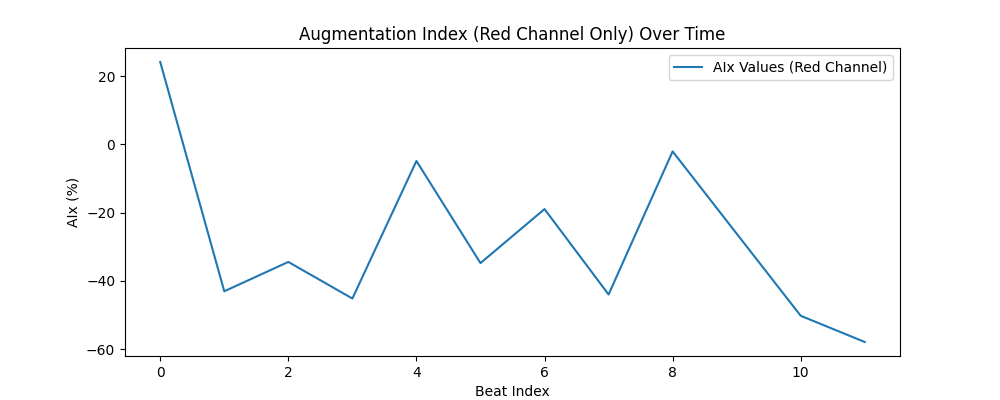 Augmentation Index (Red Channel Only) Over Time
AIx Values (Red Channel)
20
0
−20
−40
−60
AIx (%)
0 2 4 6 8 10
Beat Index